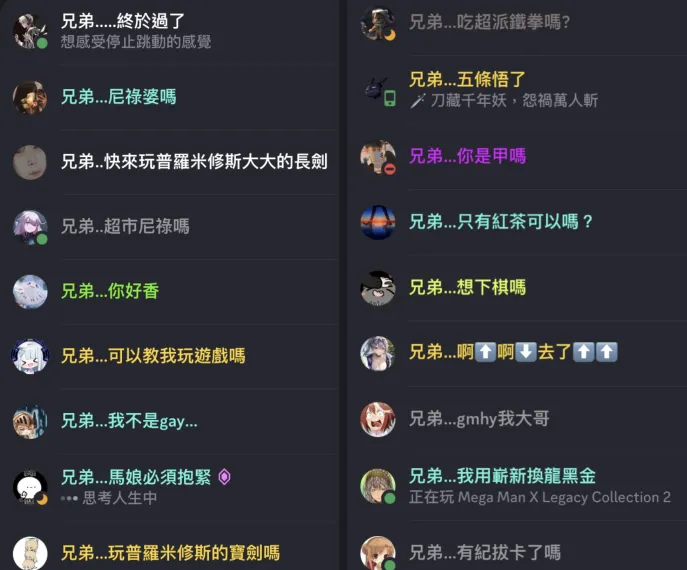 兄弟.....終於過了
想感受停止跳動的感覺
兄弟...尼祿婆嗎
兄弟..快來玩普羅米修斯大大的長劍
兄弟..超市尼祿嗎
兄弟...你好香
兄弟...可以教我玩遊戲嗎
兄弟...我不是gay...
兄弟...馬娘必須抱緊
思考人生中
兄弟...玩普羅米修斯的寶劍嗎
兄弟...吃超派鐵拳嗎?
兄弟...五條悟了
🗡 刀藏千年妖，怨禍萬人斬
兄弟...你是甲嗎
兄弟...只有紅茶可以嗎？
兄弟...想下棋嗎
兄弟...啊⬆️啊⬇️去了⬆️⬆️
兄弟...gmhy我大哥
兄弟...我用嶄新換龍黑金
正在玩 Mega Man X Legacy Collection 2
兄弟...有紀拔卡了嗎